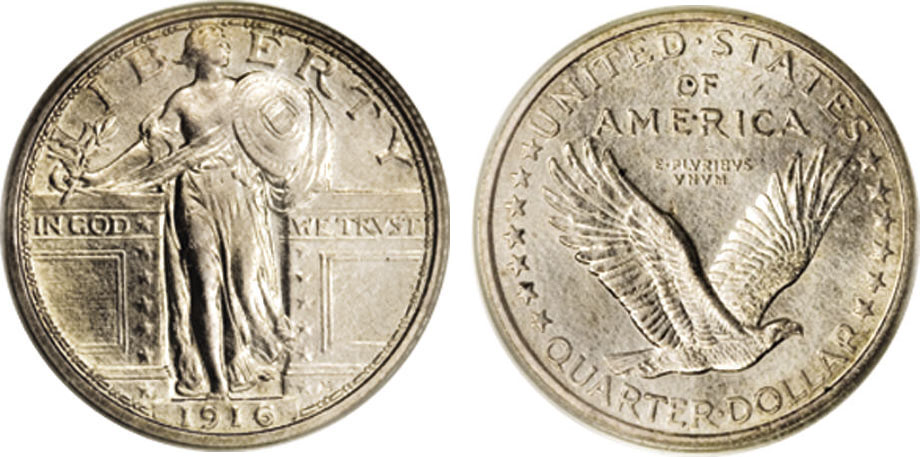 LIBERTY
IN GOD WE TRVST
1916
UNITED·STATES
OF
AMERICA
E·PLVRIBVS
VNVM
QUARTER·DOLLAR